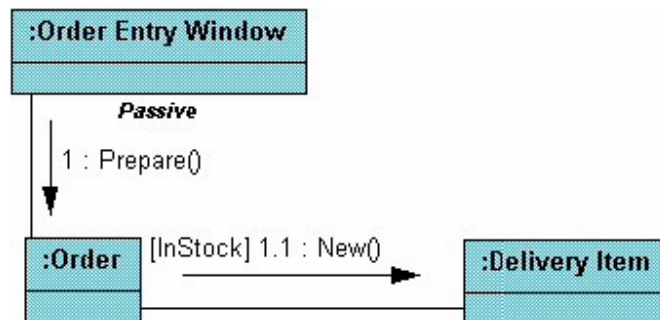 :Order Entry Window
Passive
1 : Prepare()
[InStock] 1.1 : New()
:Order
:Delivery Item